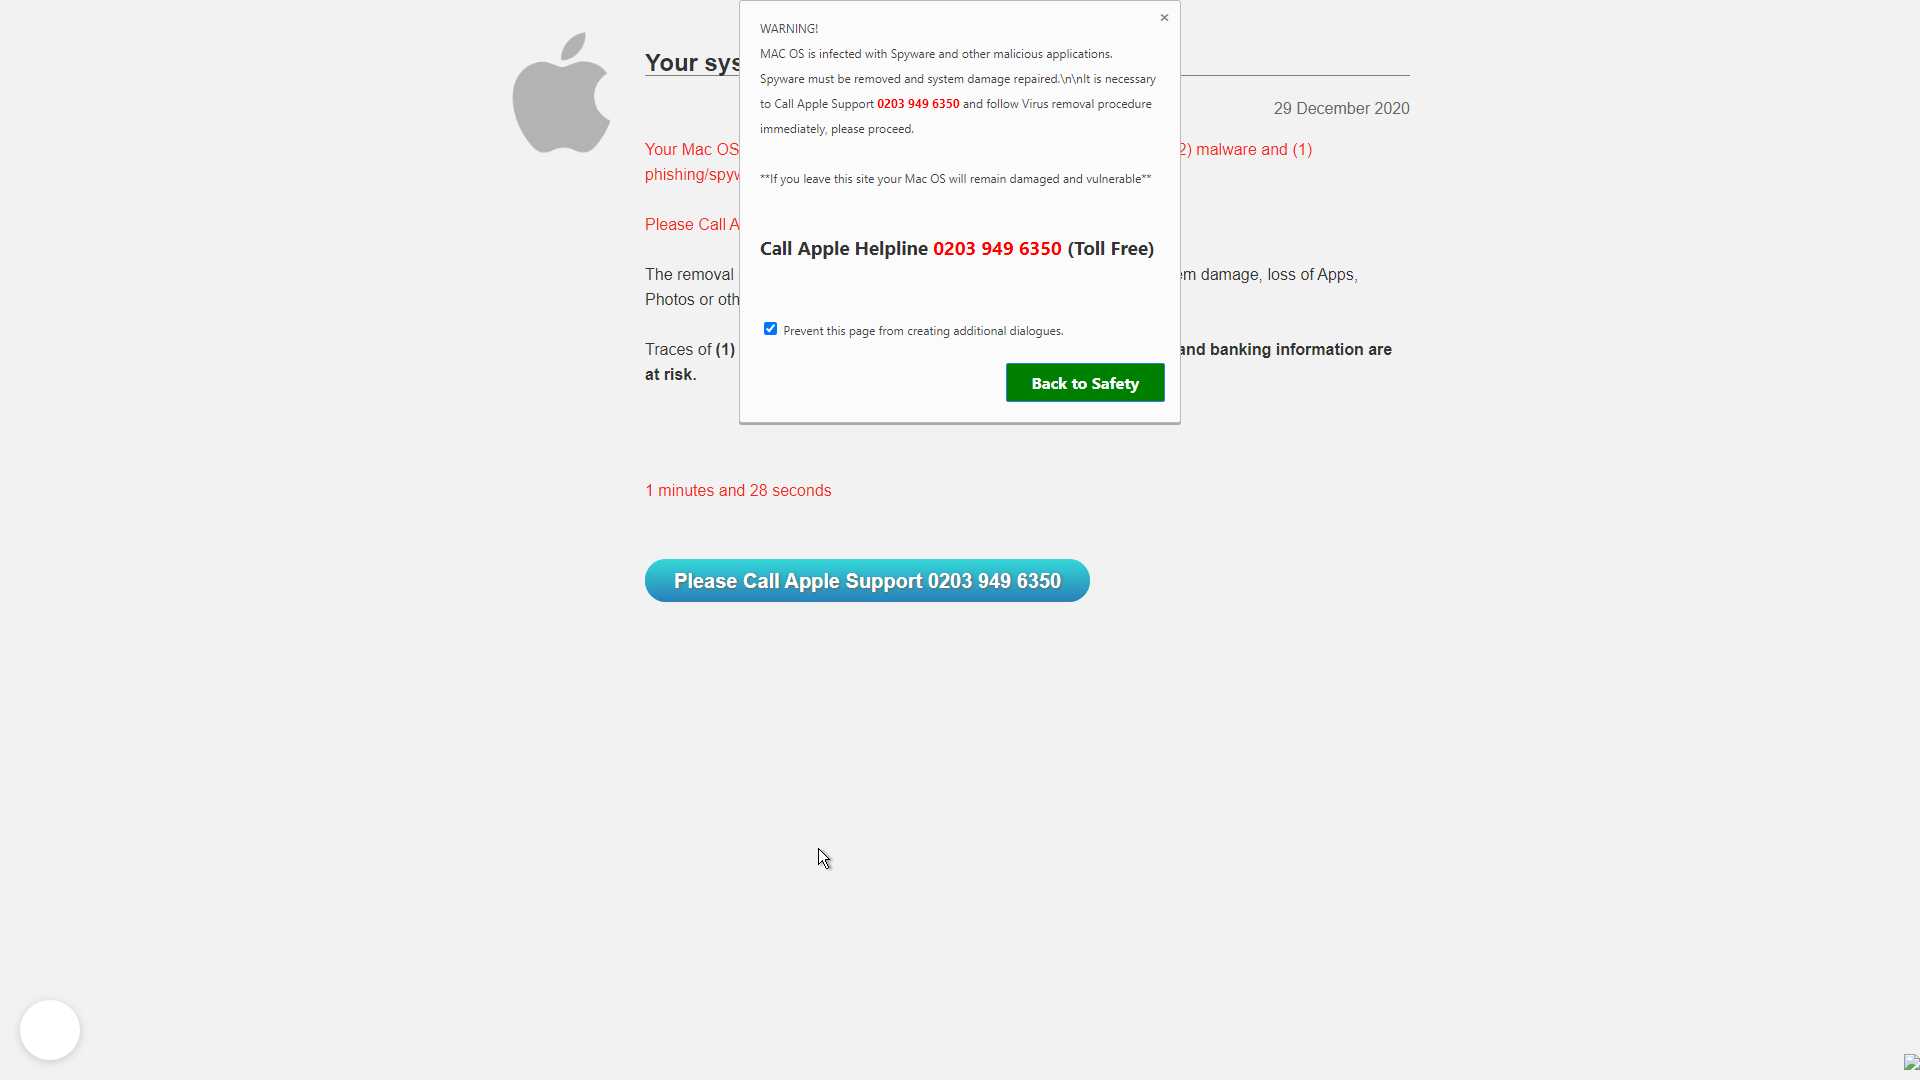 WARNING!
MAC OS is infected with Spyware and other malicious applications.
Spyware must be removed and system damage repaired.\n\nIt is necessary
to Call Apple Support 0203 949 6350 and follow Virus removal procedure
immediately, please proceed.
**If you leave this site your Mac OS will remain damaged and vulnerable**
Call Apple Helpline 0203 949 6350 (Toll Free)
Prevent this page from creating additional dialogues.
Back to Safety
Your sys
29 December 2020
Your Mac OS 2) malware and (1)
phishing/spyw
Please Call A
The removal em damage, loss of Apps,
Photos or oth
Traces of (1) and banking information are
at risk.
1 minutes and 28 seconds
Please Call Apple Support 0203 949 6350